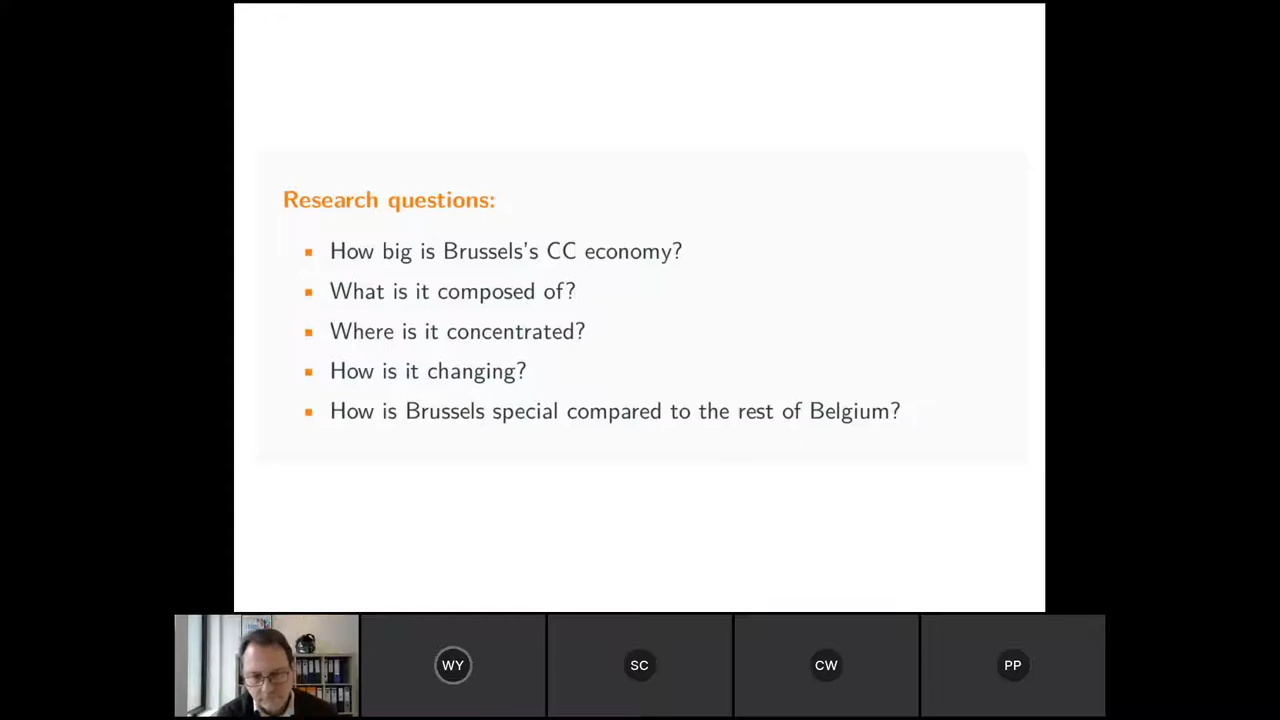 Research questions:
How big is Brussels's CC economy?
What is it composed of?
Where is it concentrated?
How is it changing?
How is Brussels special compared to the rest of Belgium?
WY
SC
CW
PP